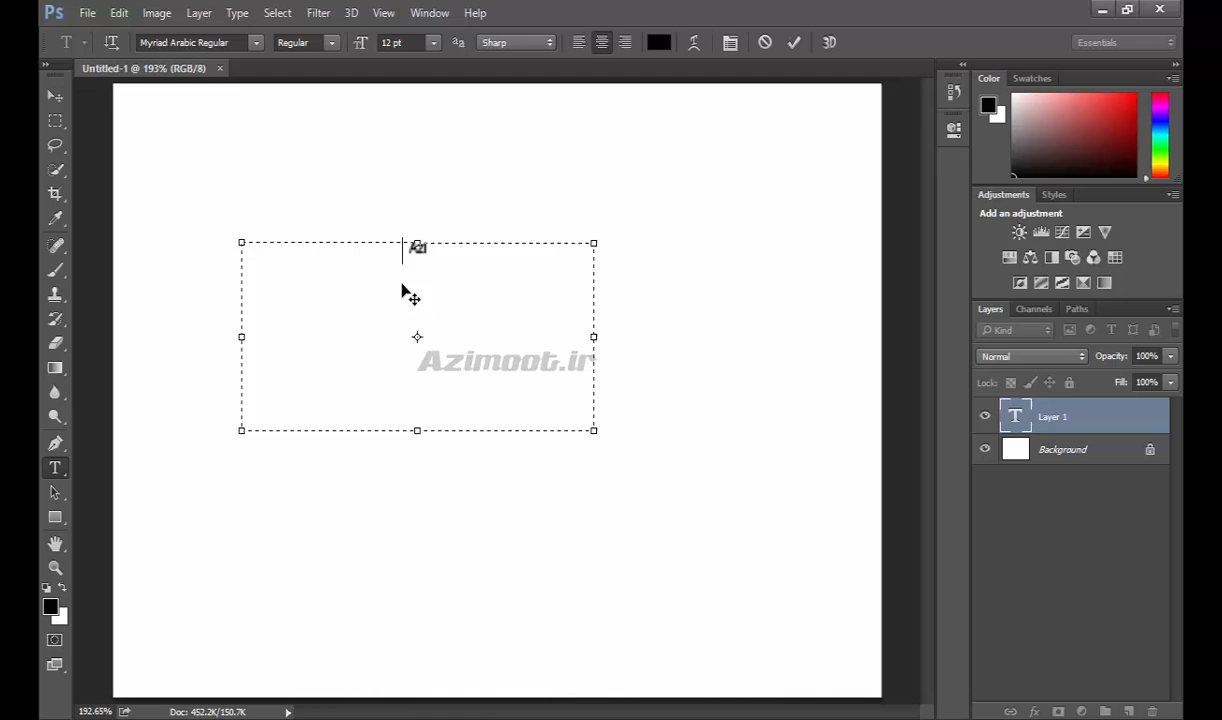 Ps File Edit Image Layer Type Select Filter 3D View Window Help
T Myriad Arabic Regular Regular 12 pt aa Sharp 3D Essentials
Untitled-1 @ 193% (RGB/8) ×
Color Swatches
Adjustments Styles
Add an adjustment
Azi
Layers Channels Paths
Kind
Normal Opacity: 100%
Azimoot.ir
Lock: Fill: 100%
T Layer 1
Background
192.65% Doc: 452.2K/150.7K